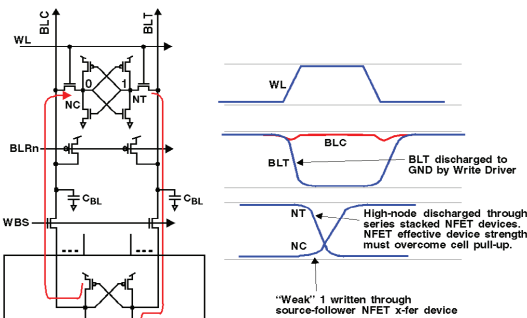 BLC
BLT
WL
0
1
NC
NT
BLRn
CBL
CBL
WBS
WL
BLC
BLT
BLT discharged to
GND by Write Driver
NT
NC
High-node discharged through
series stacked NFET devices.
NFET effective device strength
must overcome cell pull-up.
“Weak” 1 written through
source-follower NFET x-fer device